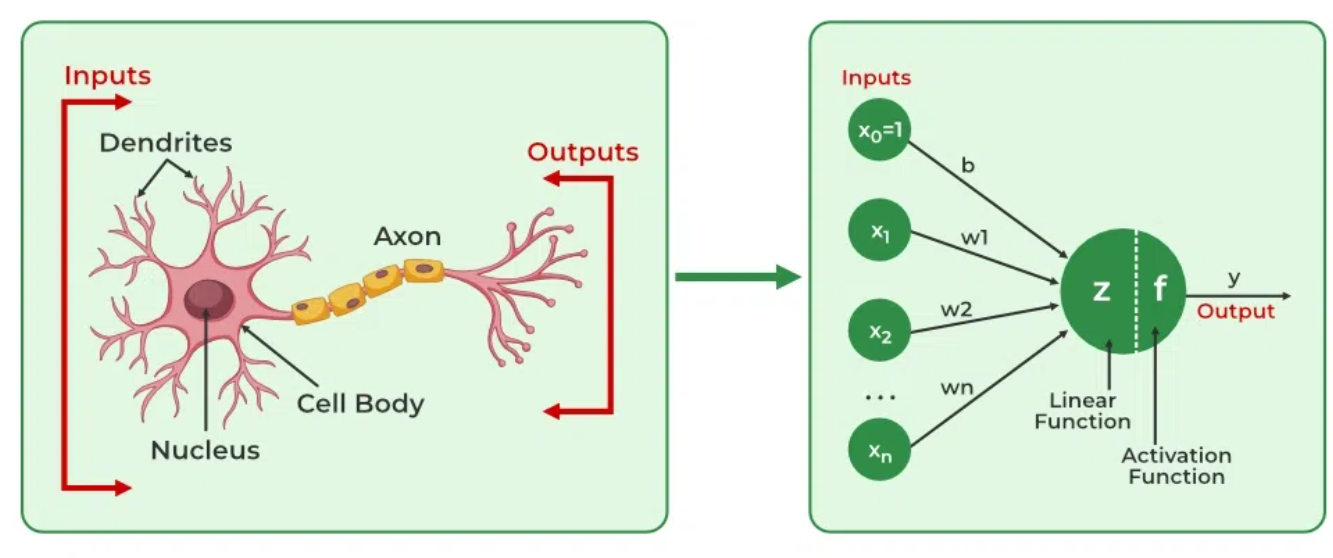 Inputs
Dendrites
Outputs
Axon
Cell Body
Nucleus
Inputs
x₀=1
b
x₁
w1
z
f
y
Output
x₂
w2
...
wn
xₙ
Linear
Function
Activation
Function